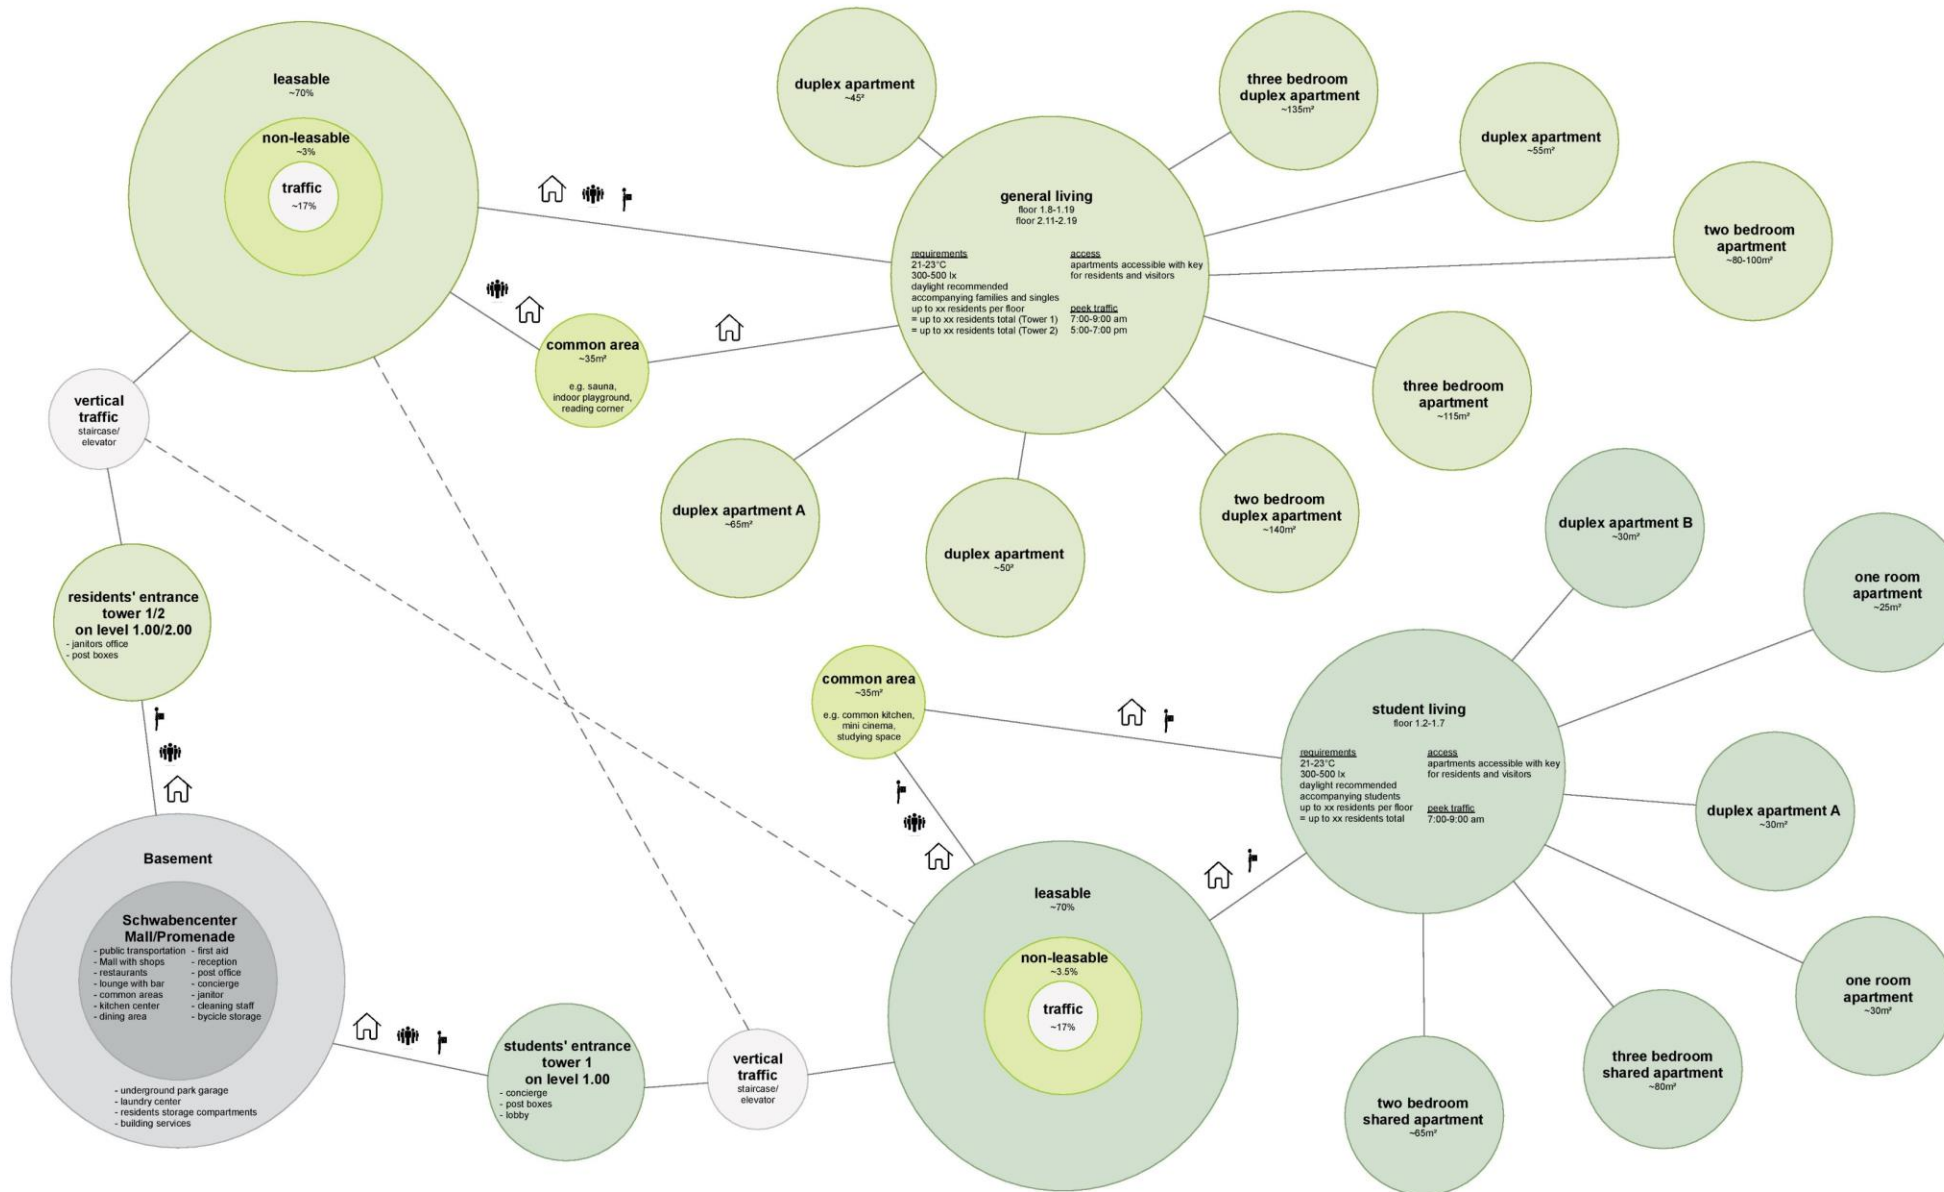 leasable
~70%
non-leasable
~3%
traffic
~17%
duplex apartment
~45²
three bedroom
duplex apartment
~135m²
duplex apartment
~55m²
two bedroom
apartment
~80-100m²
general living
floor 1.8-1.19
floor 2.11-2.19
requirements
21-23°C
300-500 lx
daylight recommended
accompanying families and singles
up to xx residents per floor
= up to xx residents total (Tower 1)
= up to xx residents total (Tower 2)
access
apartments accessible with key
for residents and visitors
peek traffic
7:00-9:00 am
5:00-7:00 pm
common area
~35m²
e.g. sauna,
indoor playground,
reading corner
three bedroom
apartment
~115m²
vertical
traffic
staircase/
elevator
duplex apartment A
~65m²
duplex apartment
~50²
two bedroom
duplex apartment
~140m²
duplex apartment B
~30m²
one room
apartment
~25m²
residents' entrance
tower 1/2
on level 1.00/2.00
- janitors office
- post boxes
common area
~35m²
e.g. common kitchen,
mini cinema,
studying space
student living
floor 1.2-1.7
requirements
21-23°C
300-500 lx
daylight recommended
accompanying students
up to xx residents per floor
= up to xx residents total
access
apartments accessible with key
for residents and visitors
peek traffic
7:00-9:00 am
duplex apartment A
~30m²
Basement
Schwabencenter
Mall/Promenade
- public transportation
- Mall with shops
- restaurants
- lounge with bar
- common areas
- kitchen center
- dining area
- first aid
- reception
- post office
- concierge
- janitor
- cleaning staff
- bycicle storage
- underground park garage
- laundry center
- residents storage compartments
- building services
leasable
~70%
non-leasable
~3.5%
traffic
~17%
one room
apartment
~30m²
students' entrance
tower 1
on level 1.00
- concierge
- post boxes
- lobby
vertical
traffic
staircase/
elevator
three bedroom
shared apartment
~80m²
two bedroom
shared apartment
~65m²